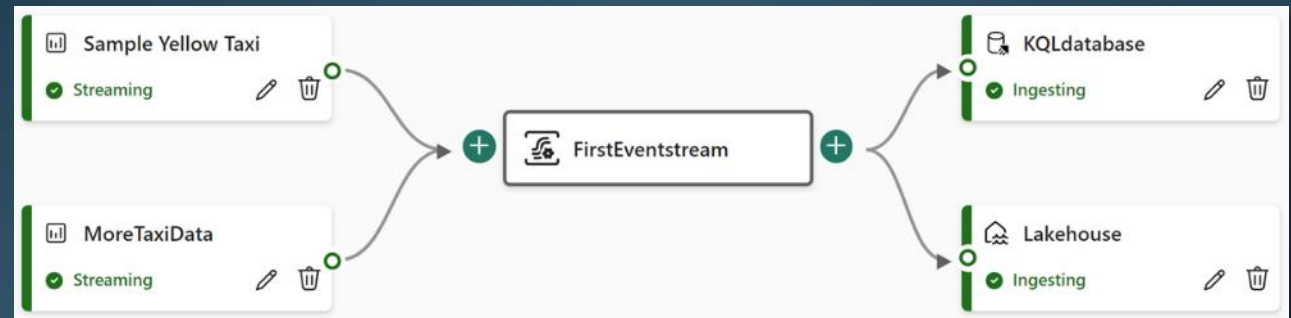 Sample Yellow Taxi
Streaming
MoreTaxiData
Streaming
FirstEventstream
KQLdatabase
Ingesting
Lakehouse
Ingesting